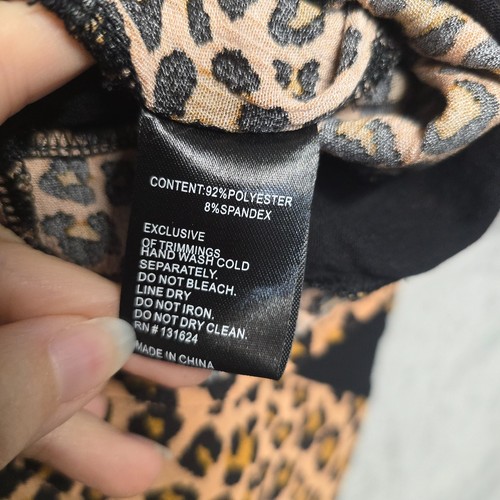 CONTENT:92%POLYESTER
8%SPANDEX
EXCLUSIVE
OF TRIMMINGS
HAND WASH COLD
SEPARATELY.
DO NOT BLEACH.
LINE DRY
DO NOT IRON.
DO NOT DRY CLEAN.
RN # 131624
MADE IN CHINA